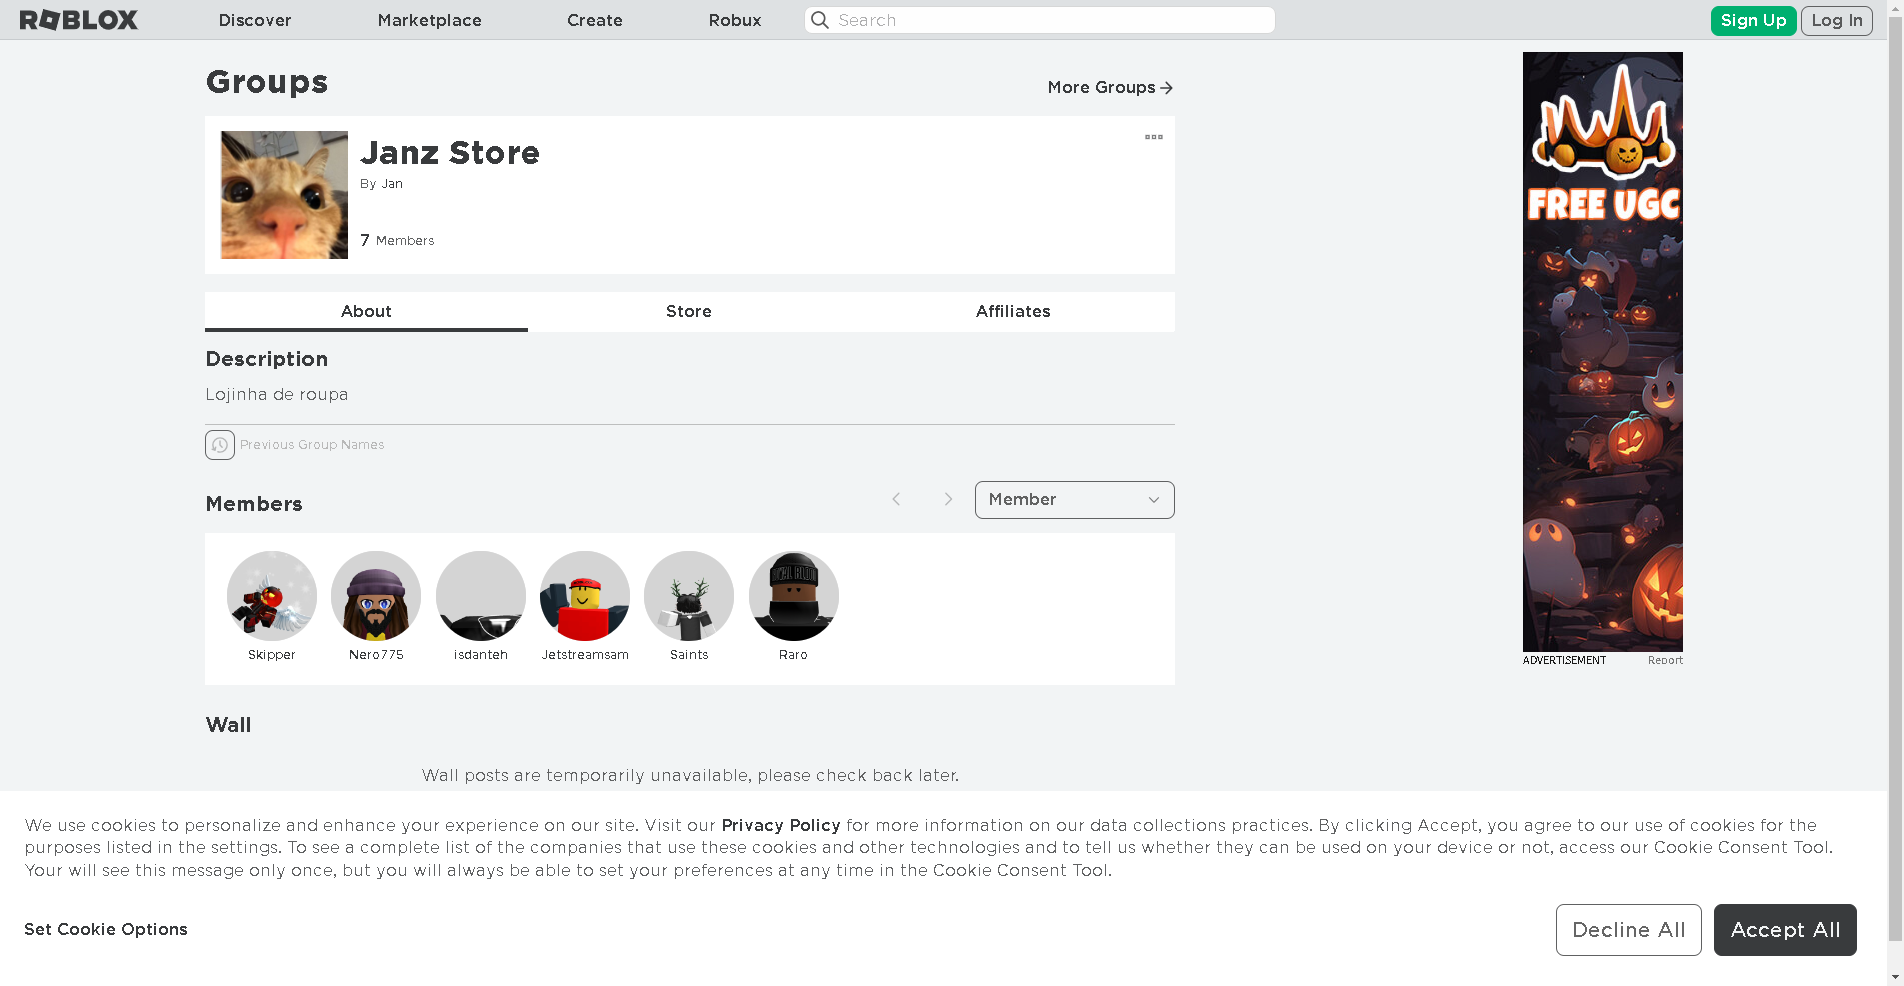 ROBLOX
Discover
Marketplace
Create
Robux
Search
Sign Up
Log In
Groups
More Groups
Janz Store
By Jan
7 Members
About
Store
Affiliates
Description
Lojinha de roupa
Previous Group Names
Members
Member
Skipper
Nero775
isdanteh
Jetstreamsam
Saints
Raro
Wall
Wall posts are temporarily unavailable, please check back later.
FREE UGC
ADVERTISEMENT
Report
We use cookies to personalize and enhance your experience on our site. Visit our Privacy Policy for more information on our data collections practices. By clicking Accept, you agree to our use of cookies for the
purposes listed in the settings. To see a complete list of the companies that use these cookies and other technologies and to tell us whether they can be used on your device or not, access our Cookie Consent Tool.
Your will see this message only once, but you will always be able to set your preferences at any time in the Cookie Consent Tool.
Set Cookie Options
Decline All
Accept All